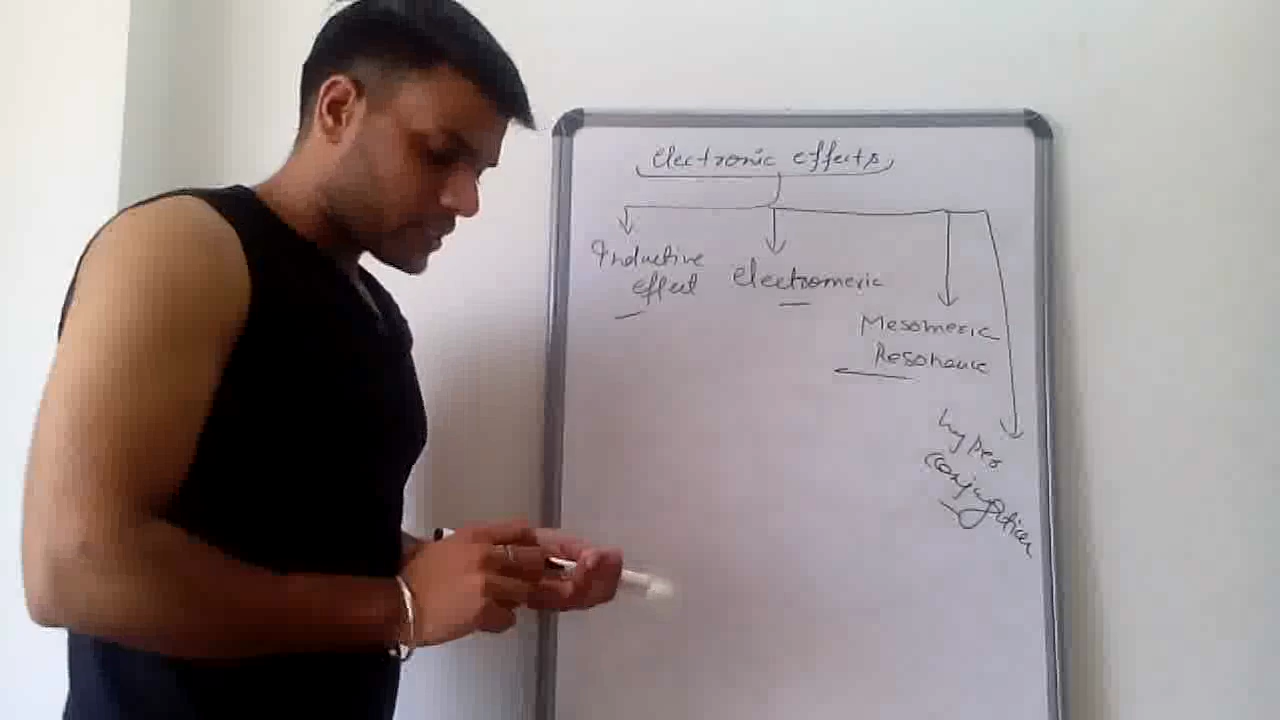 electronic effects
Inductive
effect
electromeric
Mesomeric
Resonance
hyper
conjugation